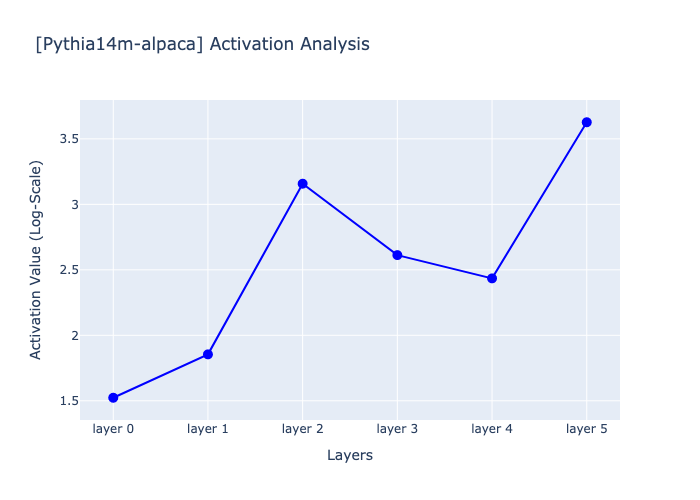 [Pythia14m-alpaca] Activation Analysis
Activation Value (Log-Scale)
3.5
3
2.5
2
1.5
layer 0 layer 1 layer 2 layer 3 layer 4 layer 5
Layers